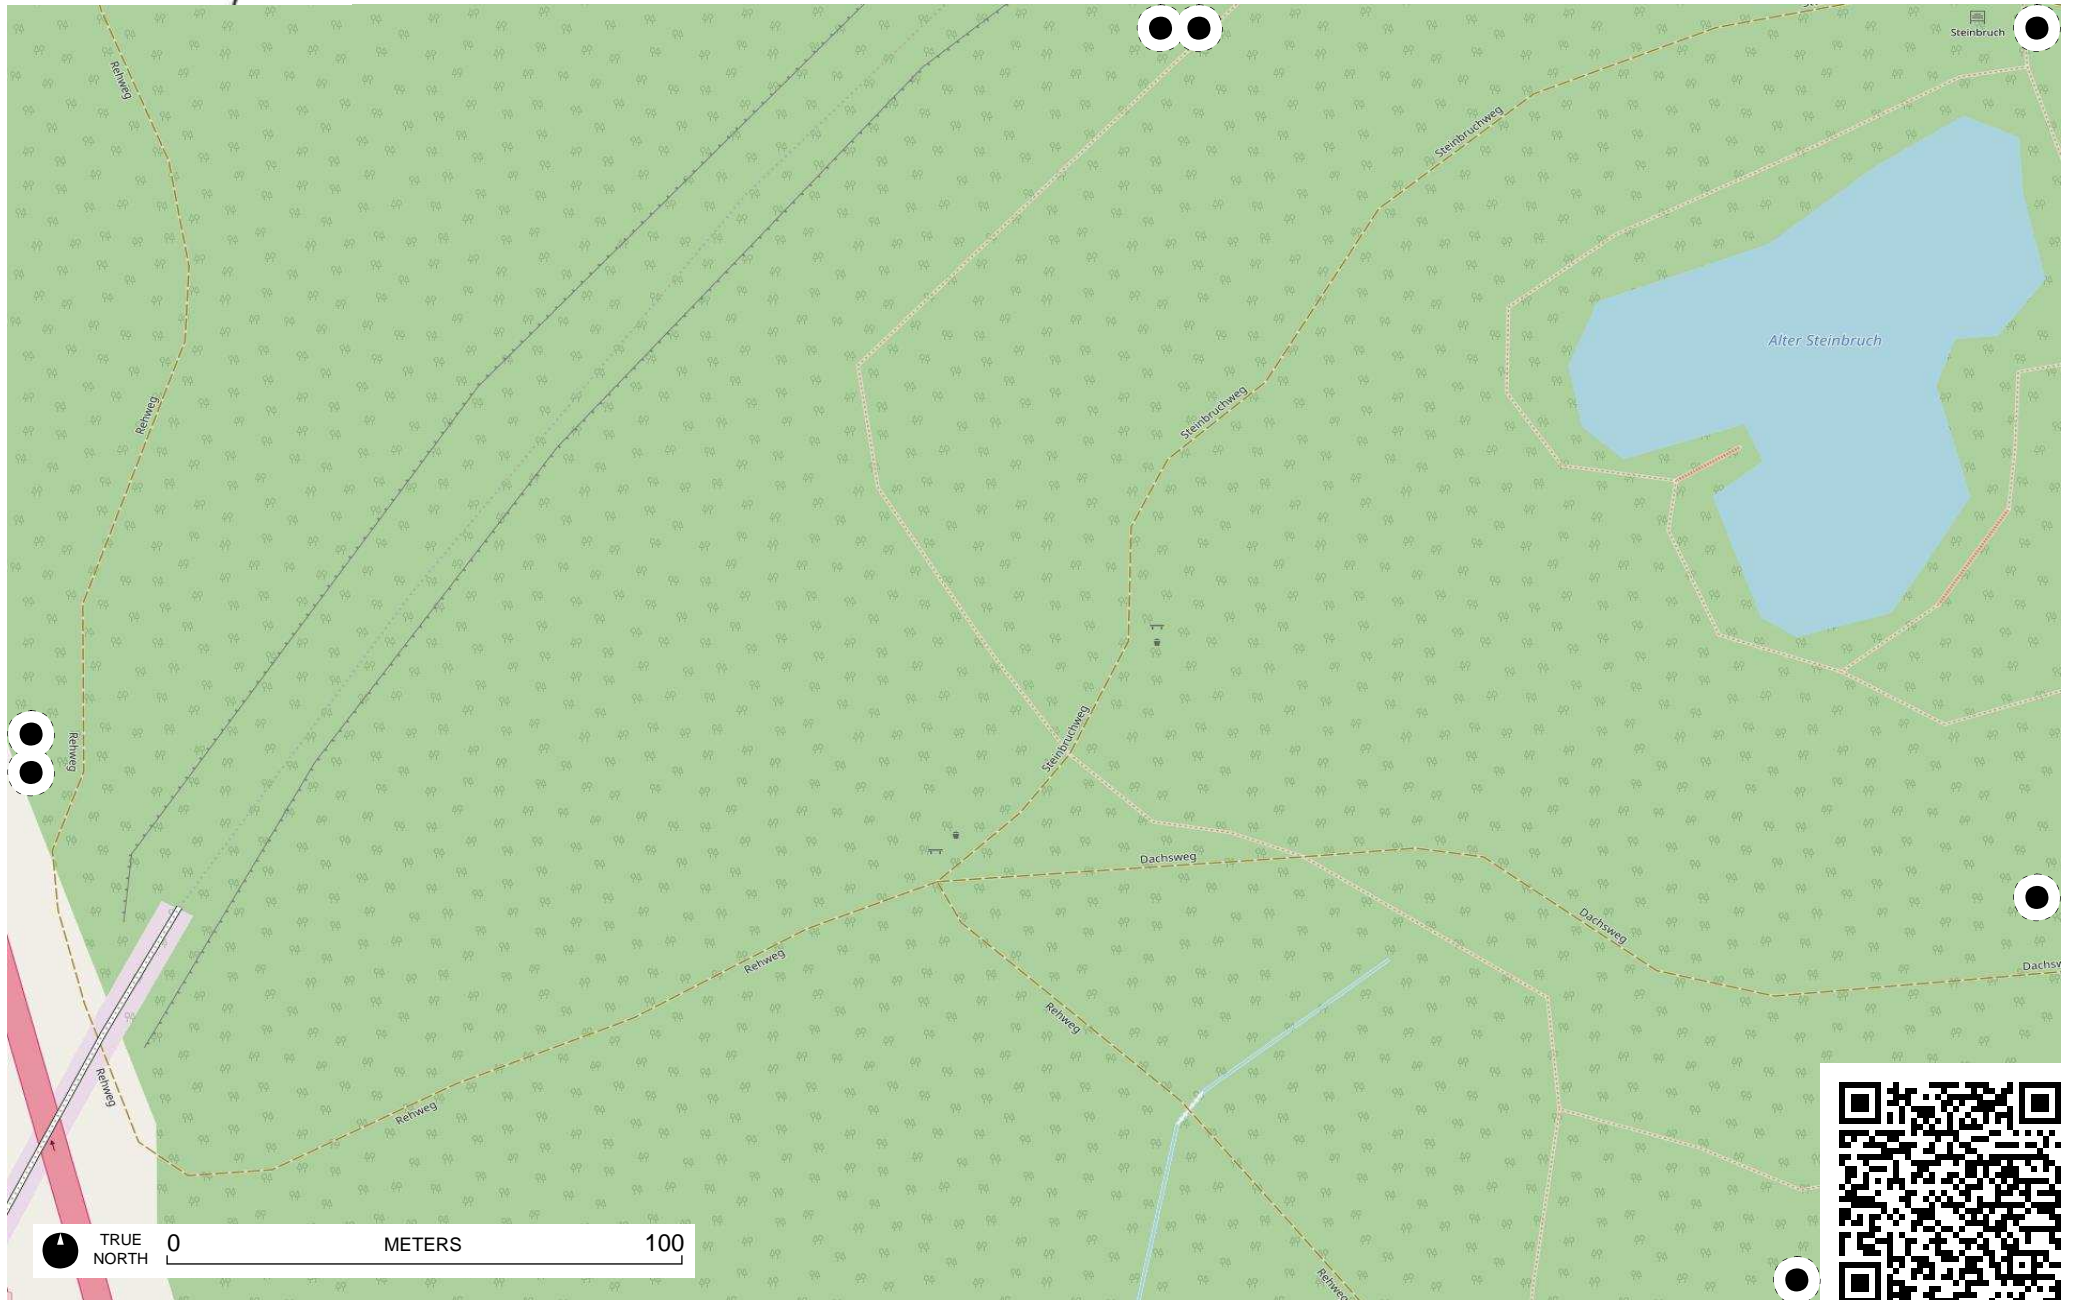 Steinbruch
Rehweg
Steinbruchweg
Alter Steinbruch
Rehweg
Steinbruchweg
Steinbruchweg
Rehweg
Dachsweg
Dachsweg
Rehweg
Dachsw
Rehweg
Rehweg
Rehweg
TRUE
NORTH
0 METERS 100
Rehweg